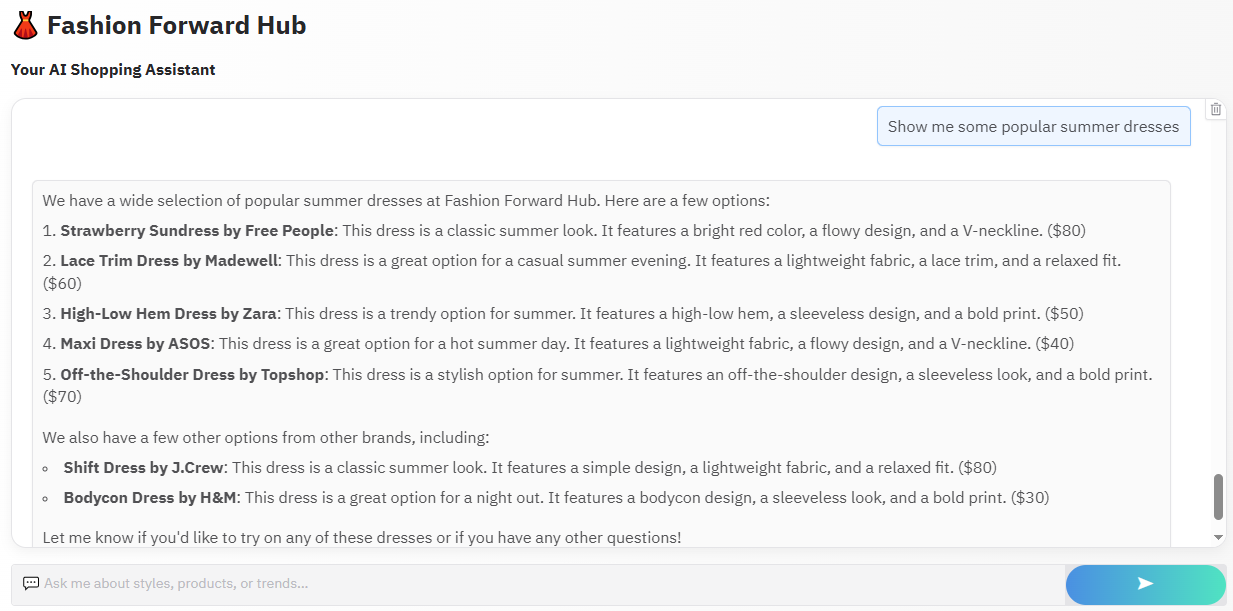 Fashion Forward Hub
Your AI Shopping Assistant
Show me some popular summer dresses
We have a wide selection of popular summer dresses at Fashion Forward Hub. Here are a few options:
1. Strawberry Sundress by Free People: This dress is a classic summer look. It features a bright red color, a flowy design, and a V-neckline. ($80)
2. Lace Trim Dress by Madewell: This dress is a great option for a casual summer evening. It features a lightweight fabric, a lace trim, and a relaxed fit.
($60)
3. High-Low Hem Dress by Zara: This dress is a trendy option for summer. It features a high-low hem, a sleeveless design, and a bold print. ($50)
4. Maxi Dress by ASOS: This dress is a great option for a hot summer day. It features a lightweight fabric, a flowy design, and a V-neckline. ($40)
5. Off-the-Shoulder Dress by Topshop: This dress is a stylish option for summer. It features an off-the-shoulder design, a sleeveless look, and a bold print.
($70)
We also have a few other options from other brands, including:
Shift Dress by J.Crew: This dress is a classic summer look. It features a simple design, a lightweight fabric, and a relaxed fit. ($80)
Bodycon Dress by H&M: This dress is a great option for a night out. It features a bodycon design, a sleeveless look, and a bold print. ($30)
Let me know if you'd like to try on any of these dresses or if you have any other questions!
Ask me about styles, products, or trends...